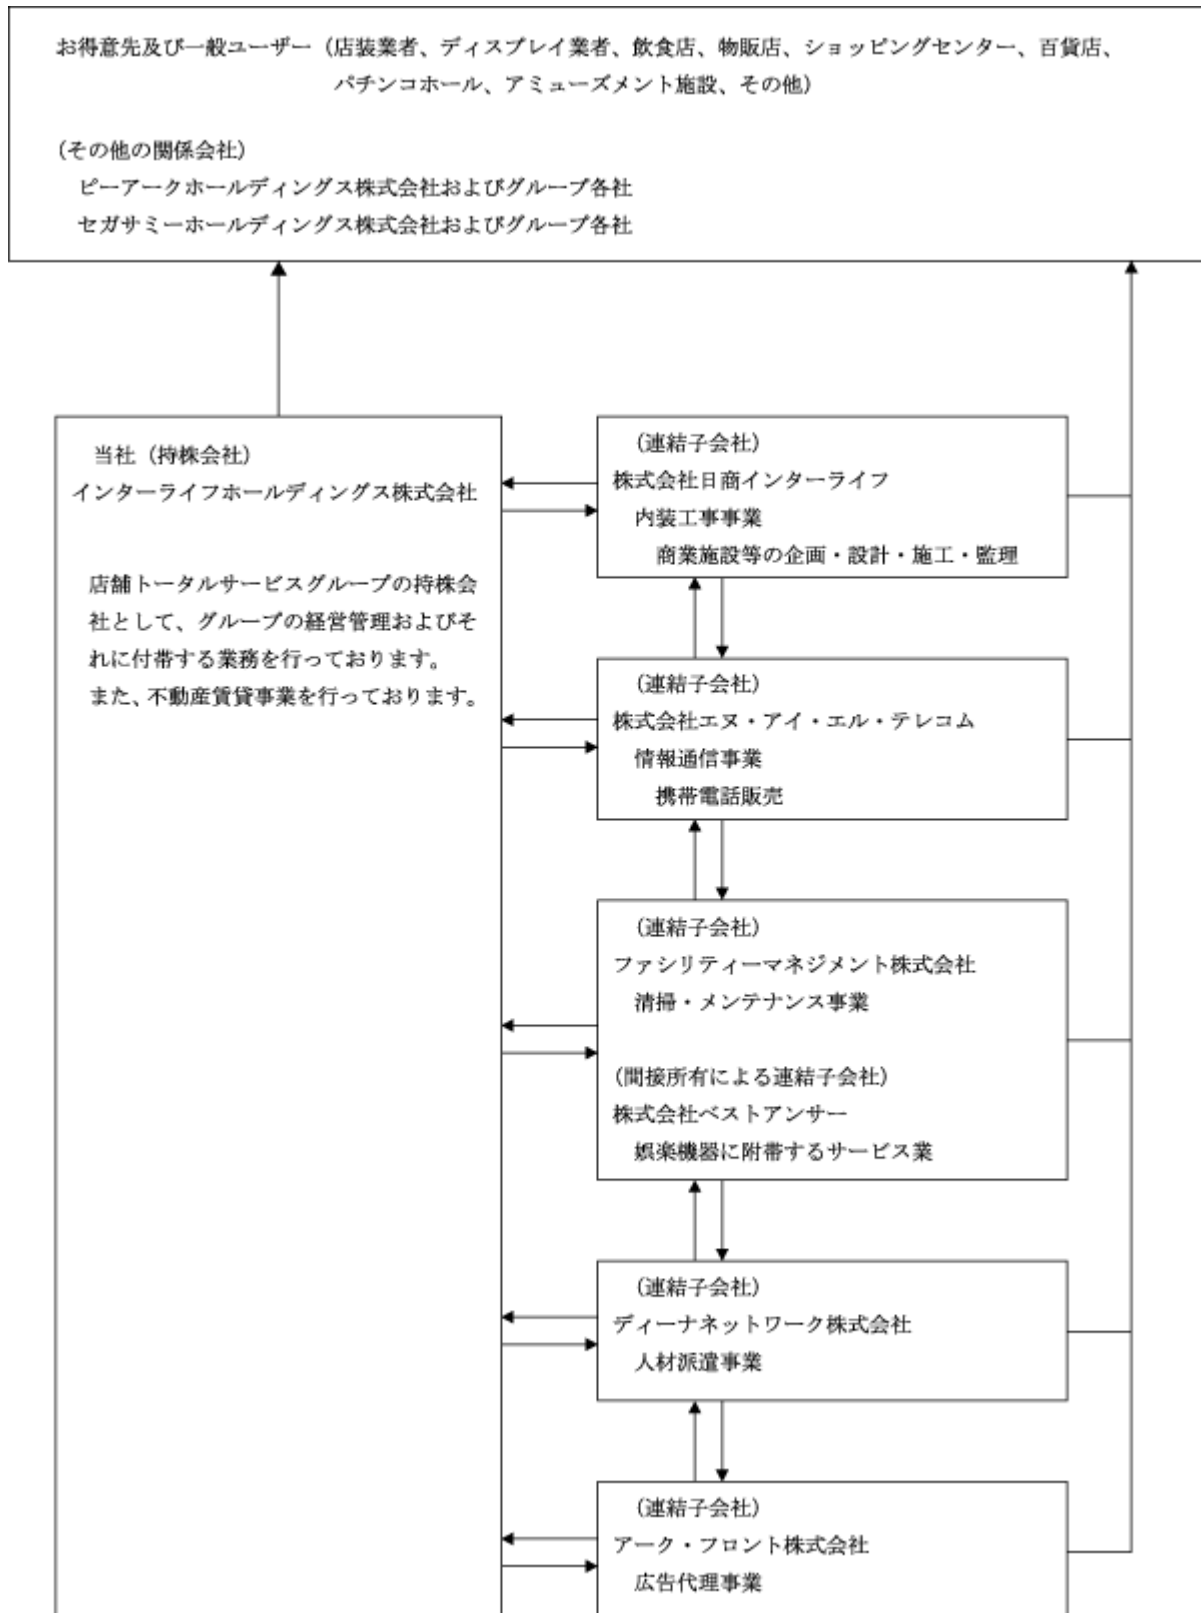 お得意先及び一般ユーザー（店装業者、ディスプレイ業者、飲食店、物販店、ショッピングセンター、百貨店、
パチンコホール、アミューズメント施設、その他）
（その他の関係会社）
ピーアークホールディングス株式会社およびグループ各社
セガサミーホールディングス株式会社およびグループ各社
当社（持株会社）
インターライフホールディングス株式会社
店舗トータルサービスグループの持株会
社として、グループの経営管理およびそ
れに付帯する業務を行っております。
また、不動産賃貸事業を行っております。
（連結子会社）
株式会社日商インターライフ
内装工事事業
商業施設等の企画・設計・施工・監理
（連結子会社）
株式会社エヌ・アイ・エル・テレコム
情報通信事業
携帯電話販売
（連結子会社）
ファシリティーマネジメント株式会社
清掃・メンテナンス事業
（間接所有による連結子会社）
株式会社ベストアンサー
娯楽機器に附帯するサービス業
（連結子会社）
ディーナネットワーク株式会社
人材派遣事業
（連結子会社）
アーク・フロント株式会社
広告代理事業